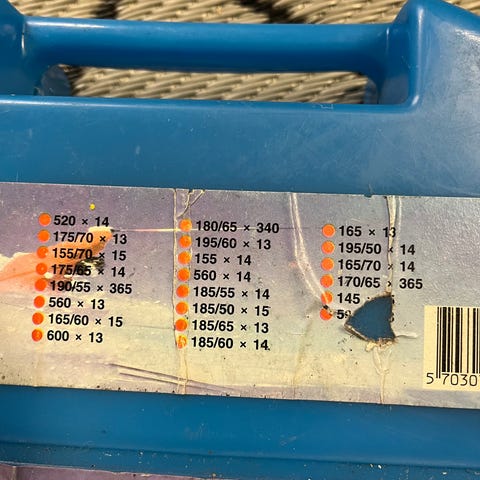 520 × 14
175/70 × 13
155/70 × 15
175/65 × 14
190/55 × 365
560 × 13
165/60 × 15
600 × 13
180/65 × 340
195/60 × 13
155 × 14
560 × 14
185/55 × 14
185/50 × 15
185/65 × 13
185/60 × 14
165 × 13
195/50 × 14
165/70 × 14
170/65 × 365
145
5 70301